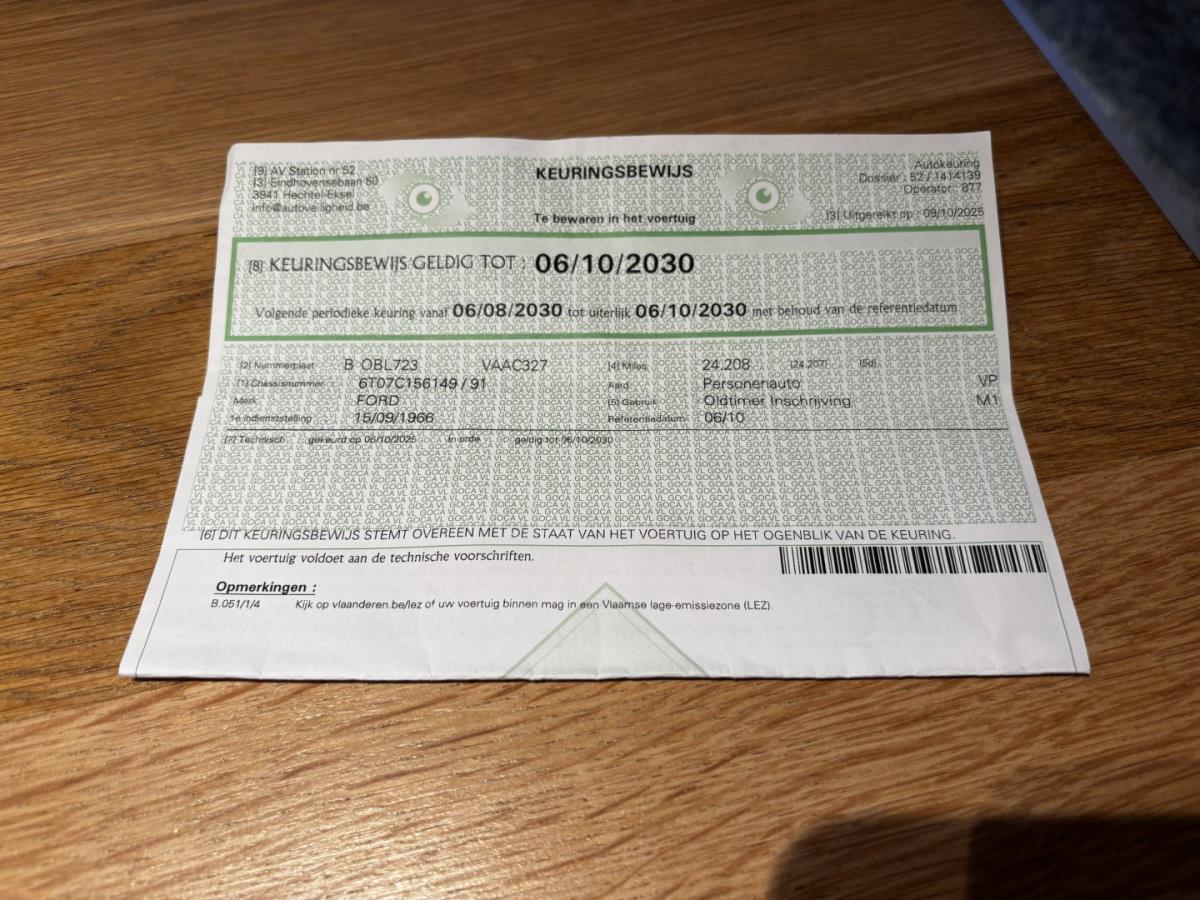 [9] AV Station nr 52
[3] Eindhovensebaan 50
3941 Hechtel-Eksel
info@autoveiligheid.be
KEURINGSBEWIJS
Te bewaren in het voertuig
Autokeuring
Dossier : 52 / 1414139
Operator : 877
[3] Uitgereikt op : 09/10/2025
[8] KEURINGSBEWIJS GELDIG TOT : 06/10/2030
Volgende periodieke keuring vanaf 06/08/2030 tot uiterlijk 06/10/2030 met behoud van de referentiedatum
[2] Nummerplaat B OBL723 VAAC327 [4] Miles 24.208 (24.207) (5d)
[1] Chassisnummer 6T07C156149 / 91 Aard Personenauto VP
Merk FORD [5] Gebruik Oldtimer Inschrijving M1
1e Indienststelling 15/09/1966 Referentiedatum 06/10
[7] Technisch gekeurd op 06/10/2025 In orde geldig tot 06/10/2030
[6] DIT KEURINGSBEWIJS STEMT OVEREEN MET DE STAAT VAN HET VOERTUIG OP HET OGENBLIK VAN DE KEURING.
Het voertuig voldoet aan de technische voorschriften.
Opmerkingen :
B.051/1/4 Kijk op vlaanderen.be/lez of uw voertuig binnen mag in een Vlaamse lage-emissiezone (LEZ).